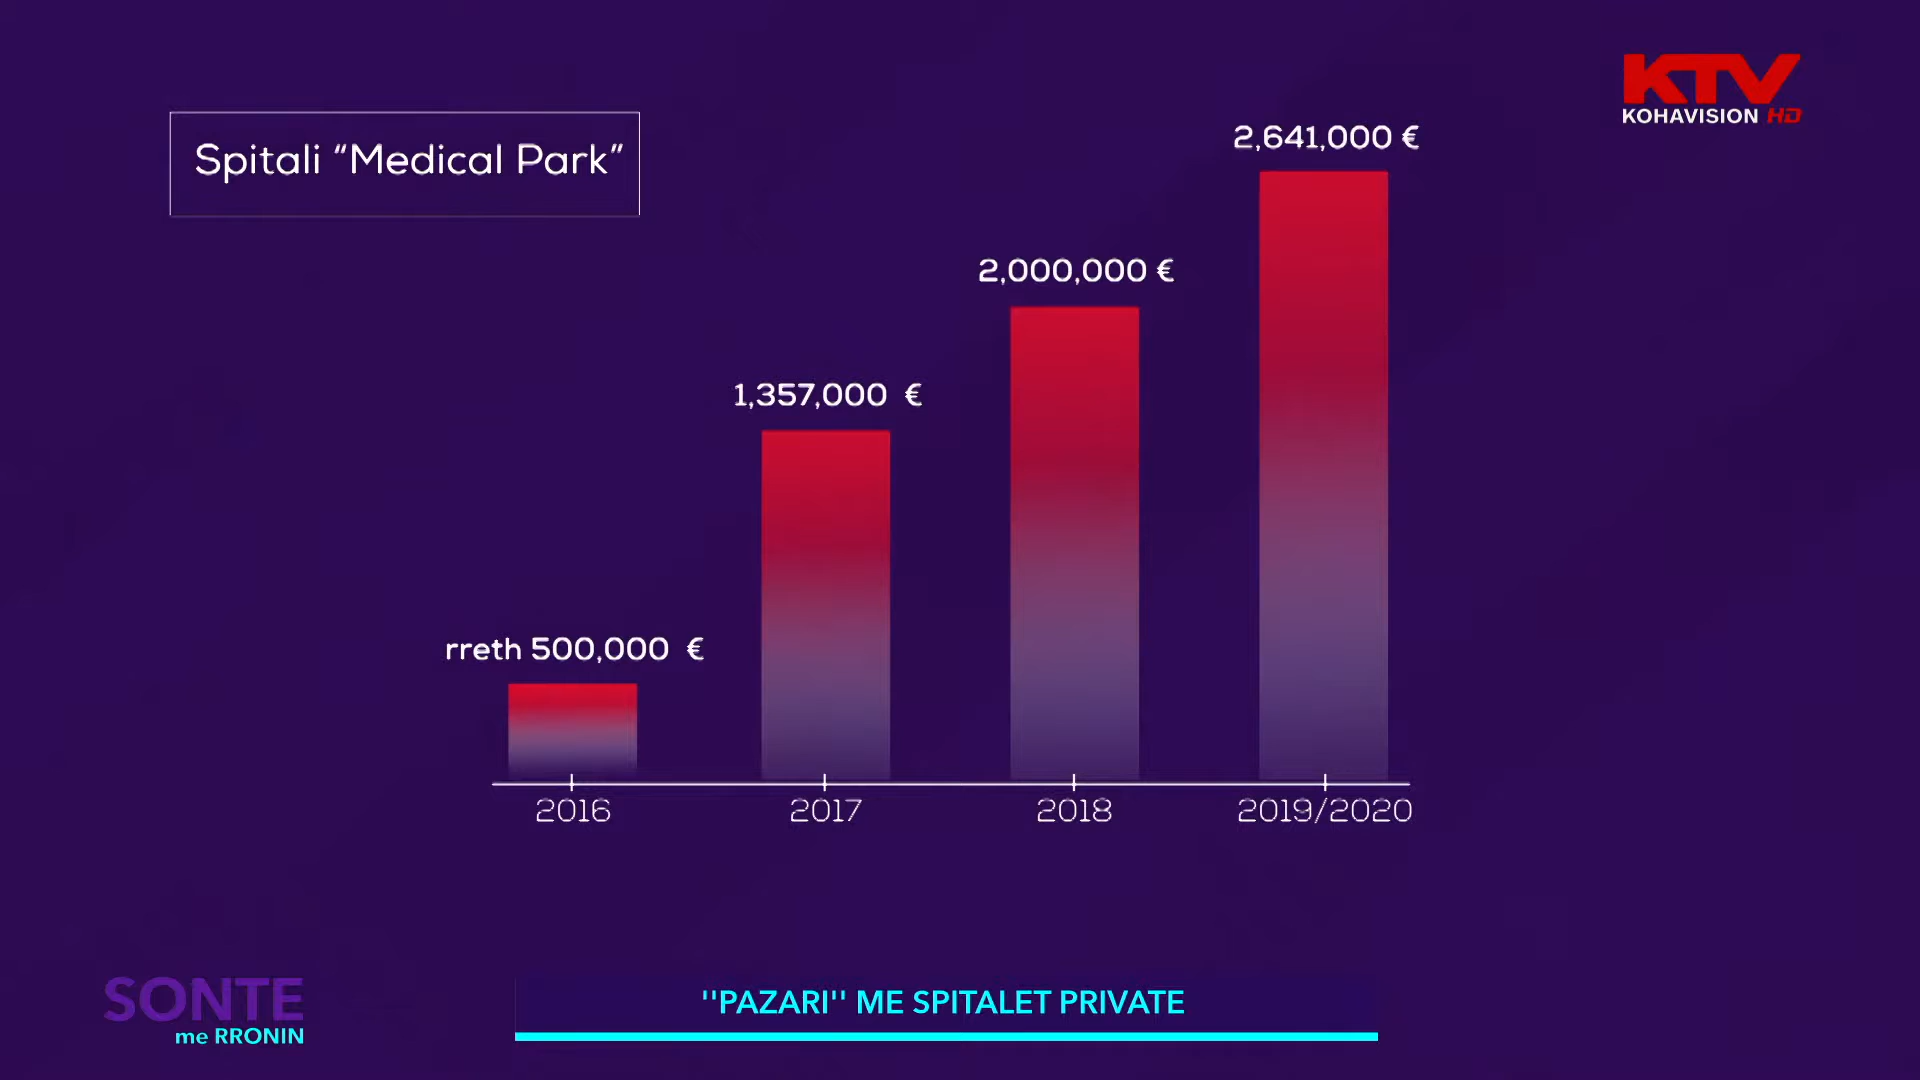 KTV
KOHAVISION HD
Spitali “Medical Park”
2,641,000 €
2,000,000 €
1,357,000 €
rreth 500,000 €
2016
2017
2018
2019/2020
SONTE
me RRONIN
''PAZARI'' ME SPITALET PRIVATE